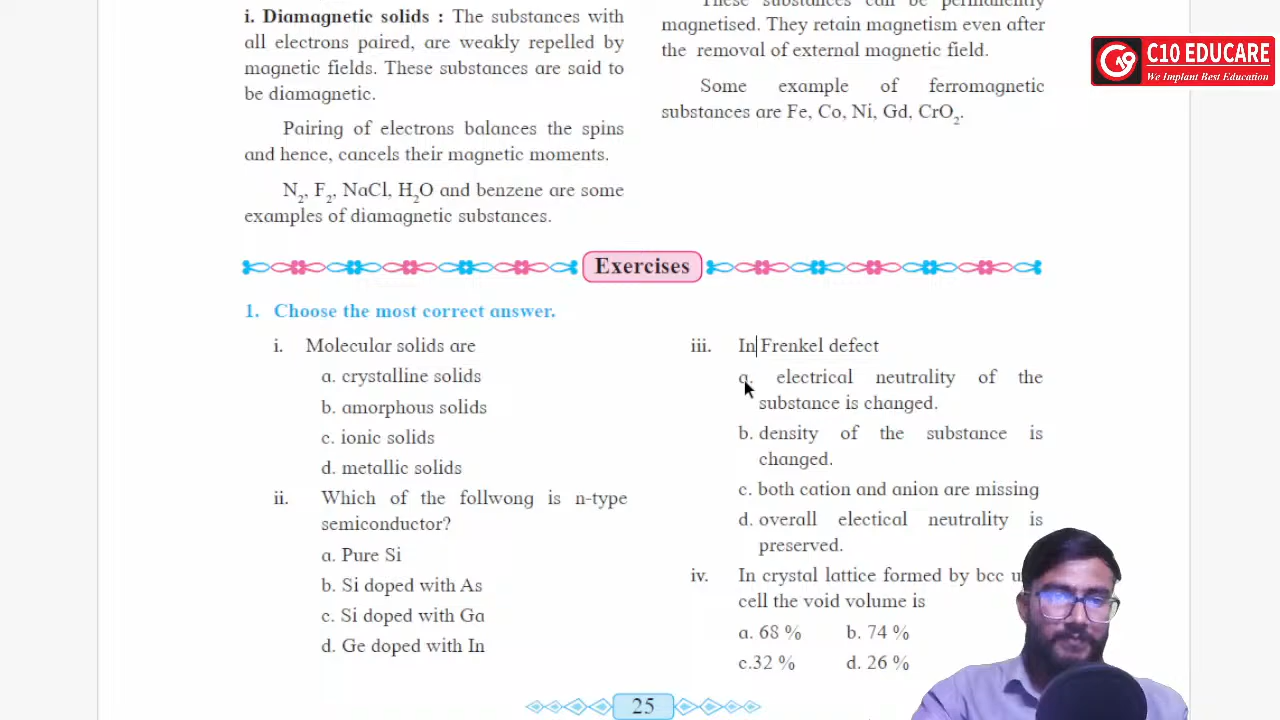 i. Diamagnetic solids : The substances with
all electrons paired, are weakly repelled by
magnetic fields. These substances are said to
be diamagnetic.
Pairing of electrons balances the spins
and hence, cancels their magnetic moments.
N2, F2, NaCl, H2O and benzene are some
examples of diamagnetic substances.
These substances can be permanently
magnetised. They retain magnetism even after
the removal of external magnetic field.
Some example of ferromagnetic
substances are Fe, Co, Ni, Gd, CrO2.
C10 EDUCARE
We Implant Best Education
Exercises
1. Choose the most correct answer.
i. Molecular solids are
a. crystalline solids
b. amorphous solids
c. ionic solids
d. metallic solids
ii. Which of the follwong is n-type
semiconductor?
a. Pure Si
b. Si doped with As
c. Si doped with Ga
d. Ge doped with In
iii. In Frenkel defect
a. electrical neutrality of the
substance is changed.
b. density of the substance is
changed.
c. both cation and anion are missing
d. overall electical neutrality is
preserved.
iv. In crystal lattice formed by bcc
cell the void volume is
a. 68 % b. 74 %
c.32 % d. 26 %
25